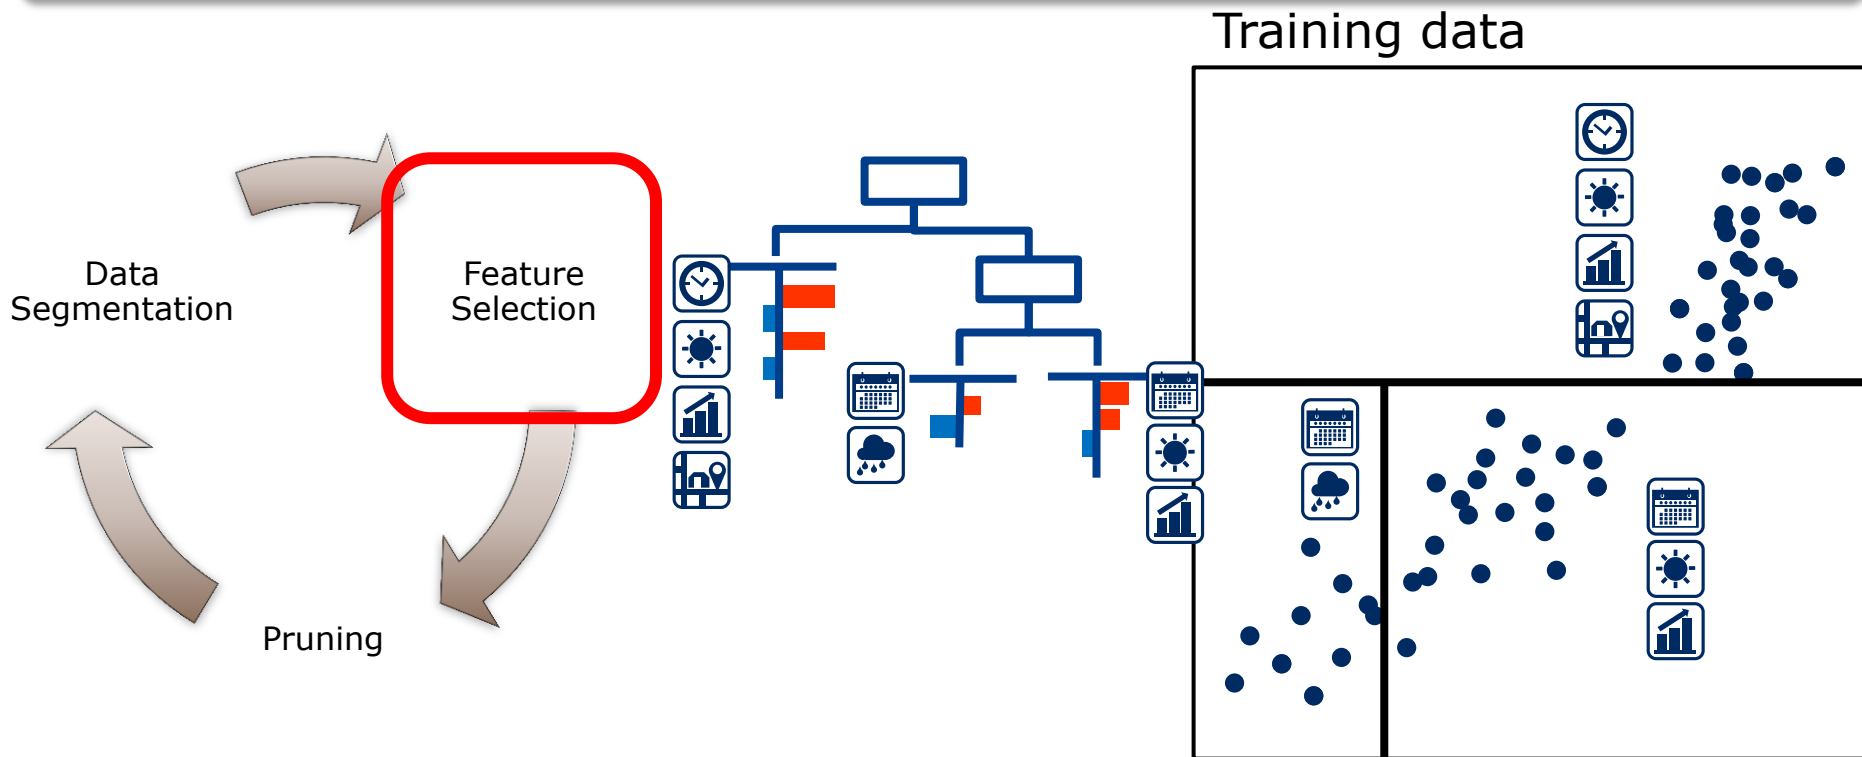 Training data
Data
Segmentation
Feature
Selection
Pruning